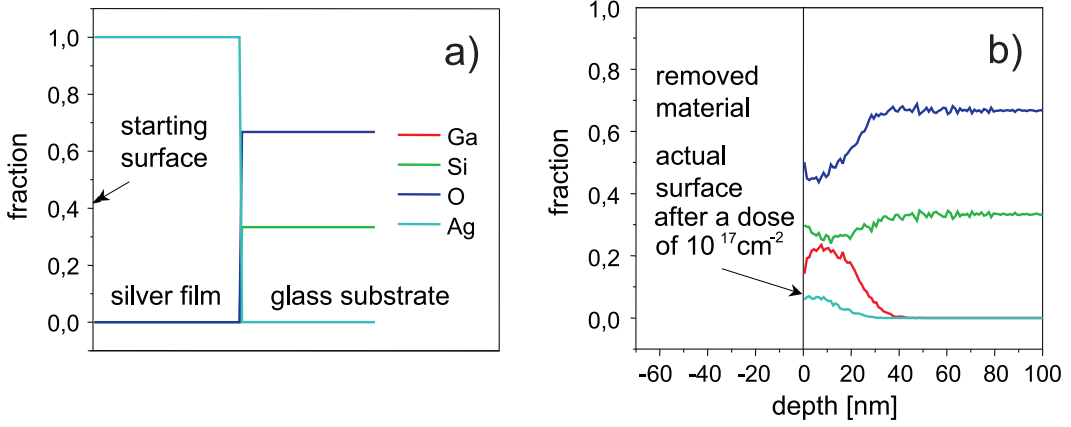 a)
1,0
0,8
0,6
0,4
0,2
0,0
fraction
starting
surface
Ga
Si
O
Ag
silver film
glass substrate
b)
1,0
0,8
0,6
0,4
0,2
0,0
fraction
removed
material
actual
surface
after a dose
of 10 17cm-2
-60 -40 -20 0 20 40 60 80 100
depth [nm]